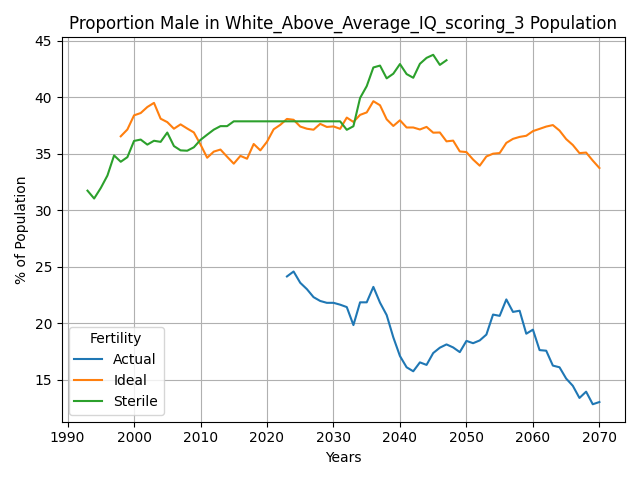 Proportion Male in White_Above_Average_IQ_scoring_3 Population
% of Population
45
40
35
30
25
20
15
Fertility
Actual
Ideal
Sterile
1990 2000 2010 2020 2030 2040 2050 2060 2070
Years